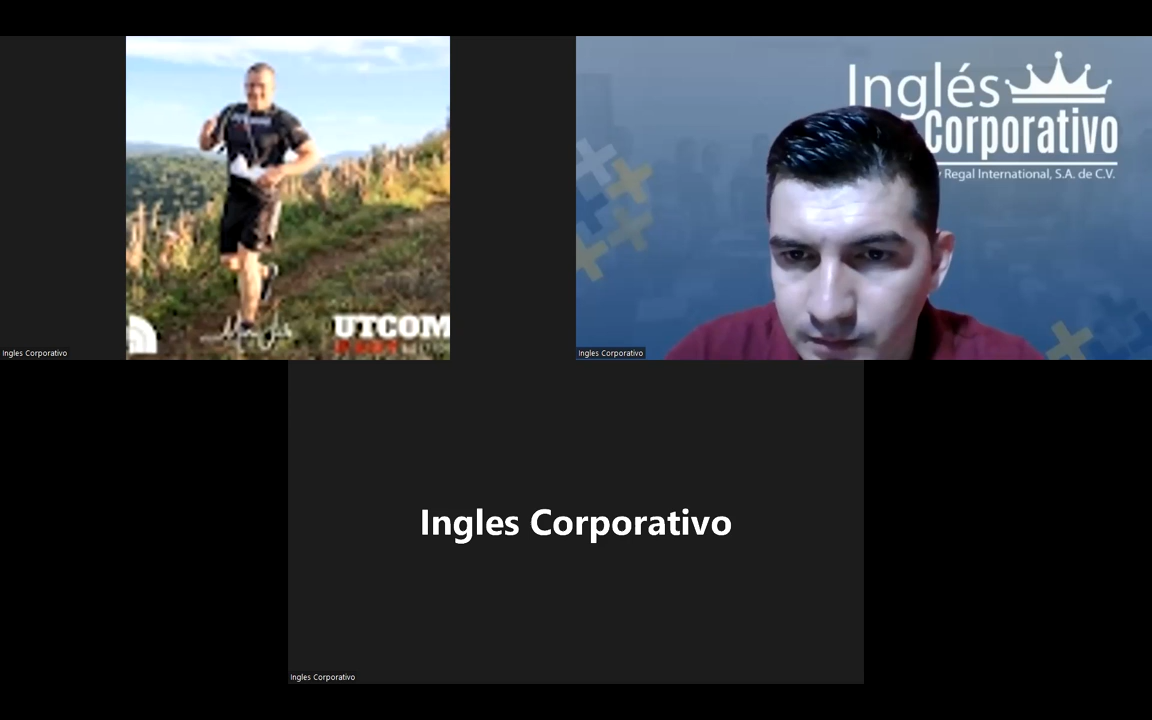 UTCOM
Ingles Corporativo
Inglés
Corporativo
Regal International, S.A. de C.V.
Ingles Corporativo
Ingles Corporativo
Ingles Corporativo